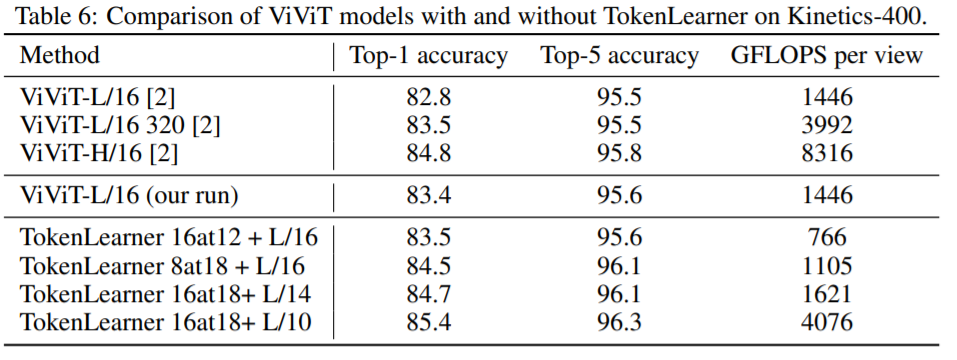 Table 6: Comparison of ViViT models with and without TokenLearner on Kinetics-400.
Method Top-1 accuracy Top-5 accuracy GFLOPS per view
ViViT-L/16 [2] 82.8 95.5 1446
ViViT-L/16 320 [2] 83.5 95.5 3992
ViViT-H/16 [2] 84.8 95.8 8316
ViViT-L/16 (our run) 83.4 95.6 1446
TokenLearner 16at12 + L/16 83.5 95.6 766
TokenLearner 8at18 + L/16 84.5 96.1 1105
TokenLearner 16at18+ L/14 84.7 96.1 1621
TokenLearner 16at18+ L/10 85.4 96.3 4076